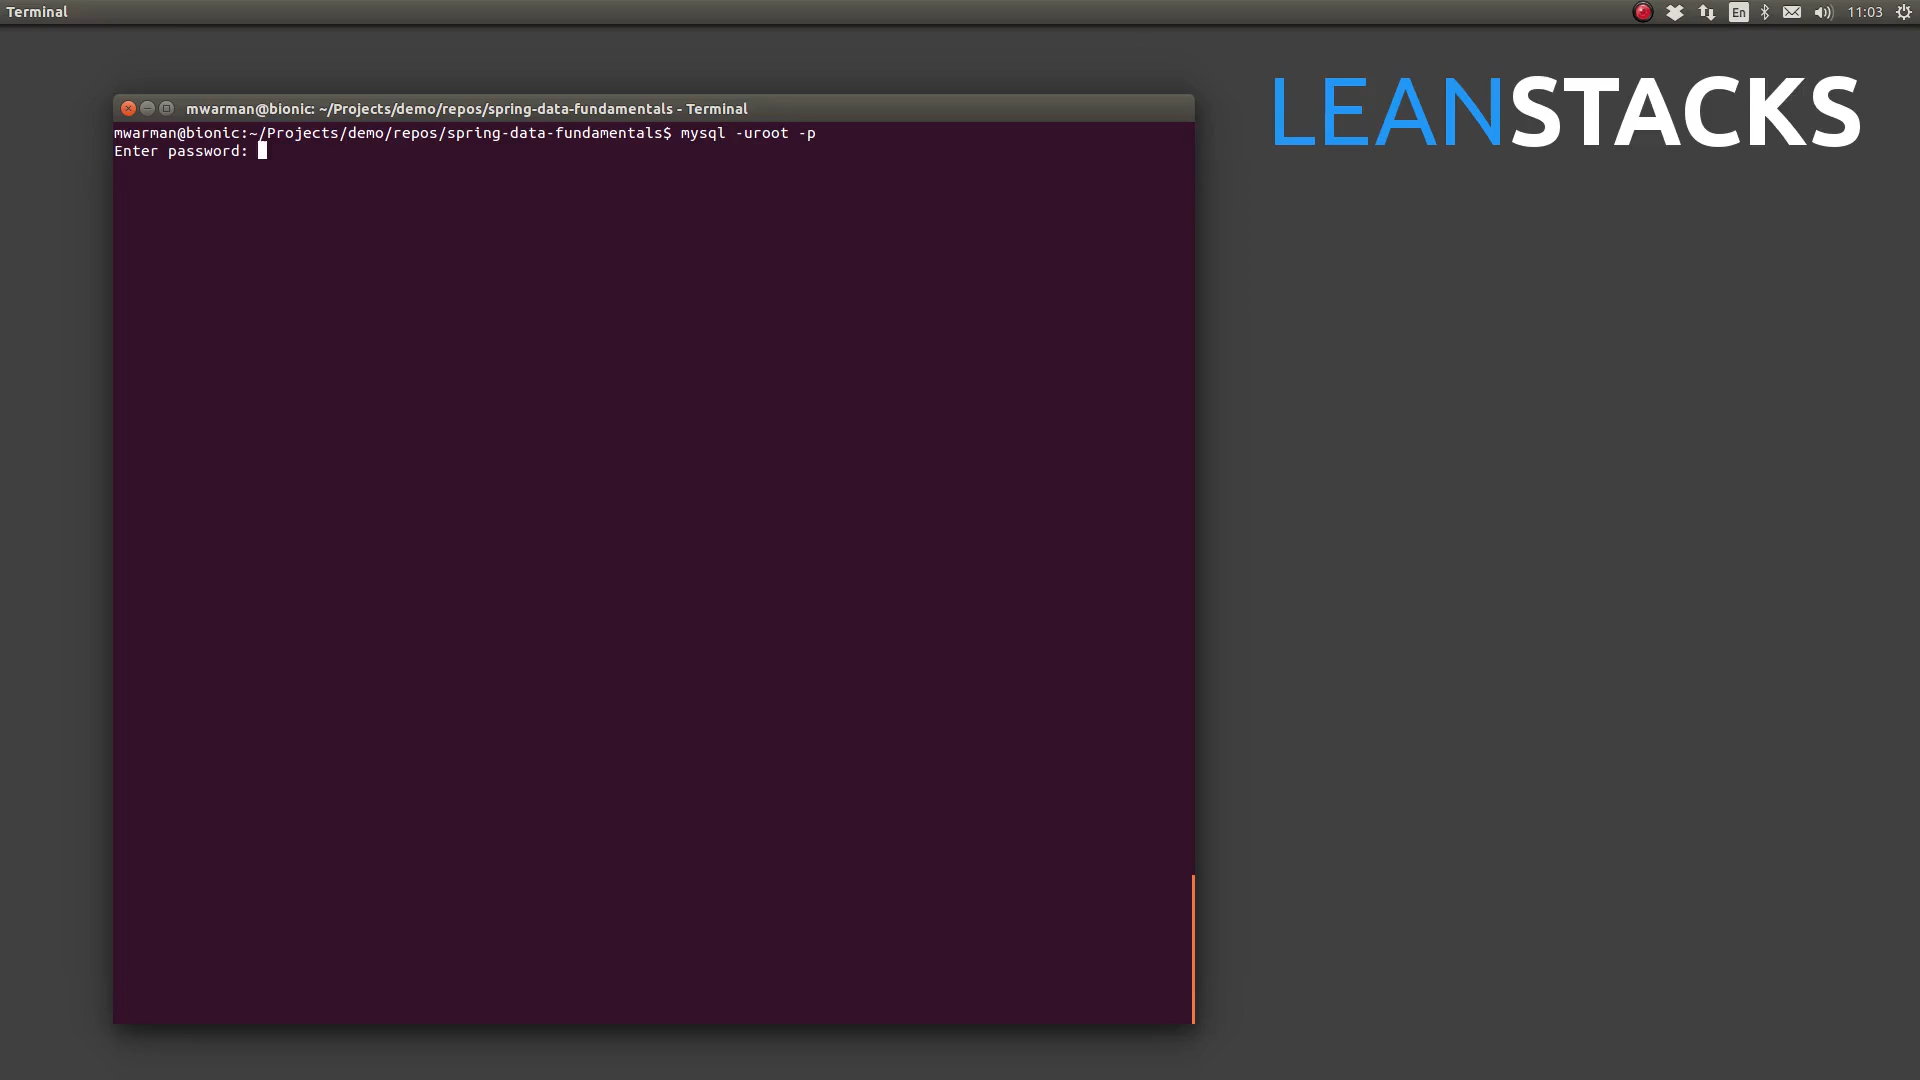 Terminal
En
11:03
LEANSTACKS
mwarman@bionic: ~/Projects/demo/repos/spring-data-fundamentals - Terminal
mwarman@bionic:~/Projects/demo/repos/spring-data-fundamentals$ mysql -uroot -p
Enter password: